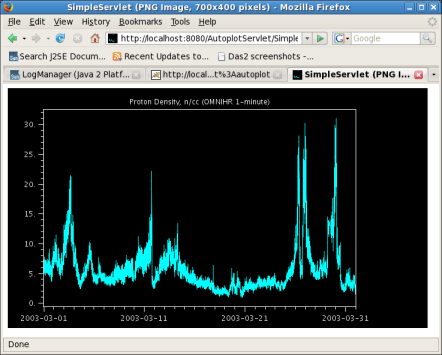 SimpleServlet (PNG Image, 700x400 pixels) - Mozilla Firefox
File Edit View History Bookmarks Tools Help
http://localhost:8080/AutoplotServlet/Simple
Google
Search J2SE Docum... Recent Updates to... Das2 screenshots -...
LogManager (Java 2 Platf... http://local...t%3Aautoplot SimpleServlet (PNG I...
Proton Density, n/cc (OMNIHR 1-minute)
30.
25.
20.
15.
10.
5.
0.
2003-03-01 2003-03-11 2003-03-21 2003-03-31
Done